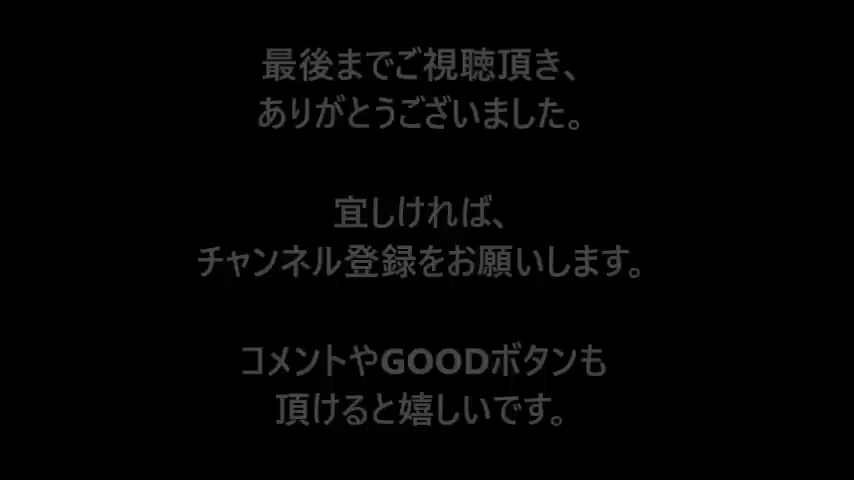 最後までご視聴頂き、
ありがとうございました。
宜しければ、
チャンネル登録をお願いします。
コメントやGOODボタンも
頂けると嬉しいです。